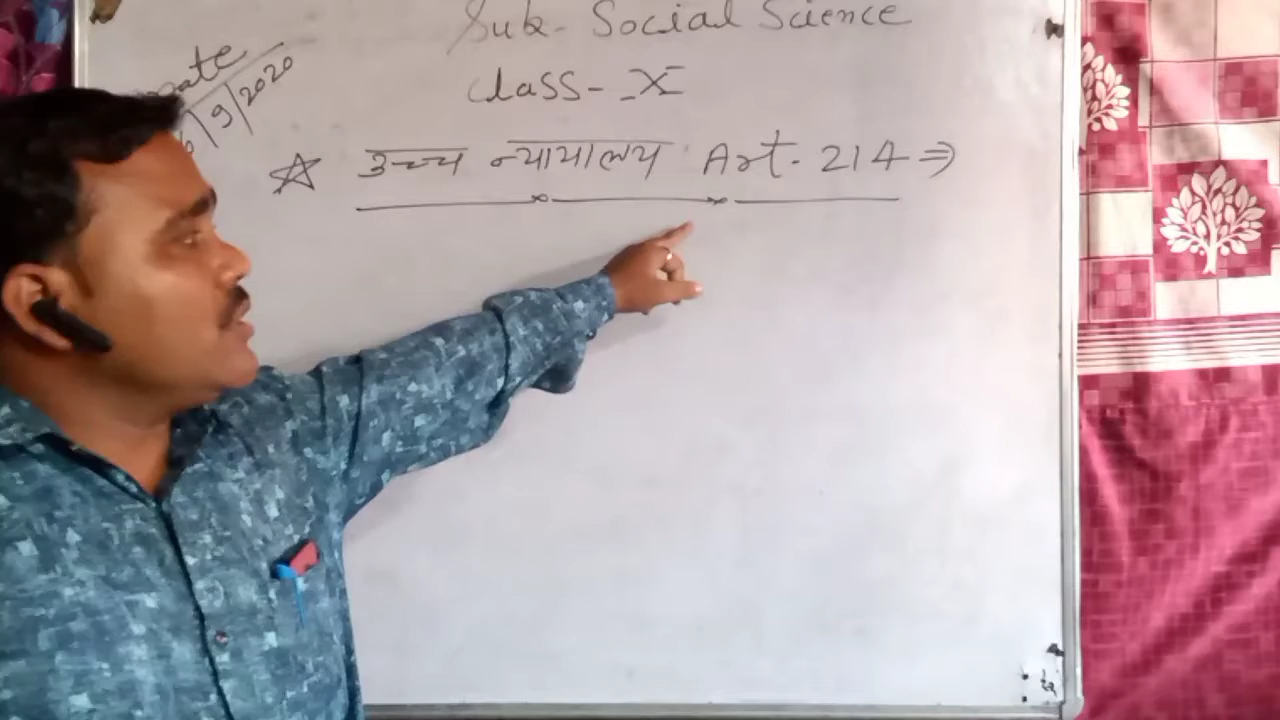 Sub- Social Science
Class- X
Date
/9/2020
उच्च न्यायालय Art. 214 ⇒